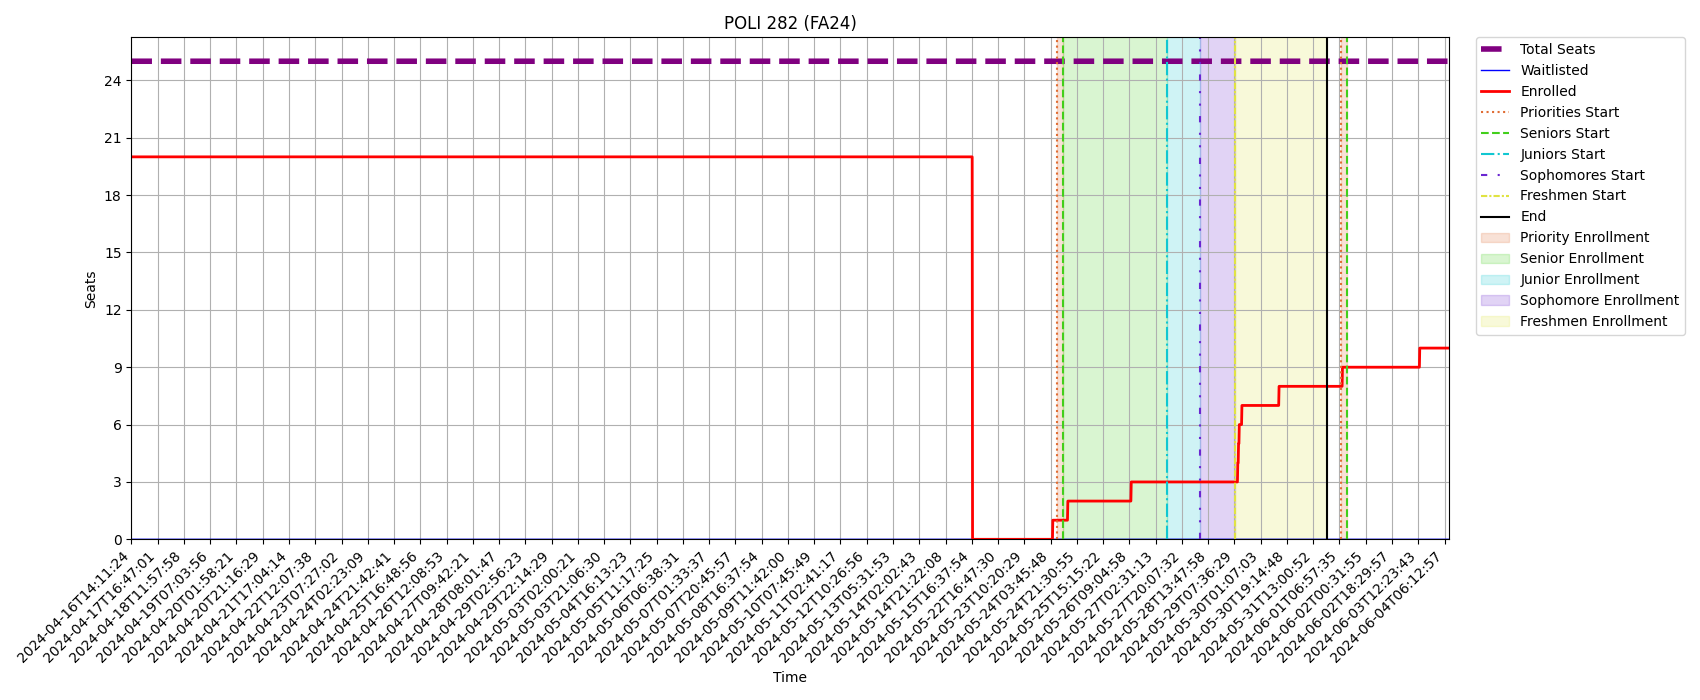 POLI 282 (FA24)
Seats
24
21
18
15
12
9
6
3
0
2024-04-16T14:11:24
2024-04-17T16:47:01
2024-04-18T11:57:58
2024-04-19T07:03:56
2024-04-20T01:58:21
2024-04-20T21:16:29
2024-04-21T17:04:14
2024-04-22T12:07:38
2024-04-23T07:27:02
2024-04-24T02:23:09
2024-04-24T21:42:41
2024-04-25T16:48:56
2024-04-26T12:08:53
2024-04-27T09:42:21
2024-04-28T08:01:47
2024-04-29T02:56:23
2024-04-29T22:14:29
2024-05-03T02:00:21
2024-05-03T21:06:30
2024-05-04T16:13:23
2024-05-05T11:17:25
2024-05-06T06:38:31
2024-05-07T01:33:37
2024-05-07T20:45:57
2024-05-08T16:37:54
2024-05-09T11:42:00
2024-05-10T07:45:49
2024-05-11T02:41:17
2024-05-12T10:26:56
2024-05-13T05:31:53
2024-05-14T02:02:43
2024-05-14T21:22:08
2024-05-15T16:37:54
2024-05-22T16:47:30
2024-05-23T10:20:29
2024-05-24T03:45:48
2024-05-24T21:30:55
2024-05-25T15:15:22
2024-05-26T09:04:58
2024-05-27T02:31:13
2024-05-27T20:07:32
2024-05-28T13:47:58
2024-05-29T07:36:29
2024-05-30T01:07:03
2024-05-30T19:14:48
2024-05-31T13:00:52
2024-06-01T06:57:35
2024-06-02T00:31:55
2024-06-02T18:29:57
2024-06-03T12:23:43
2024-06-04T06:12:57
Time
Total Seats
Waitlisted
Enrolled
Priorities Start
Seniors Start
Juniors Start
Sophomores Start
Freshmen Start
End
Priority Enrollment
Senior Enrollment
Junior Enrollment
Sophomore Enrollment
Freshmen Enrollment